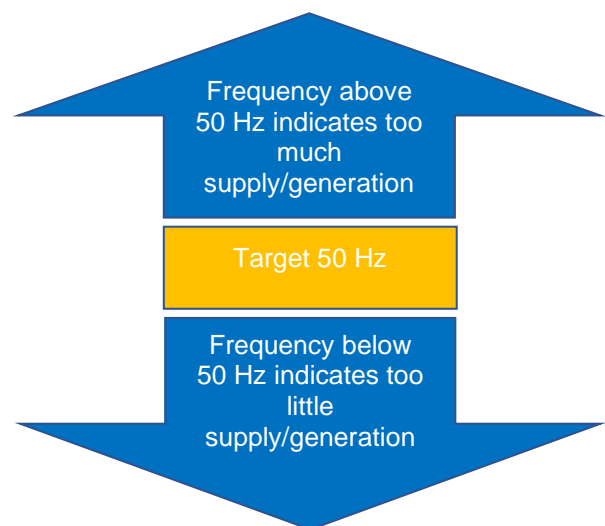 Frequency above
50 Hz indicates too
much
supply/generation
Target 50 Hz
Frequency below
50 Hz indicates too
little
supply/generation